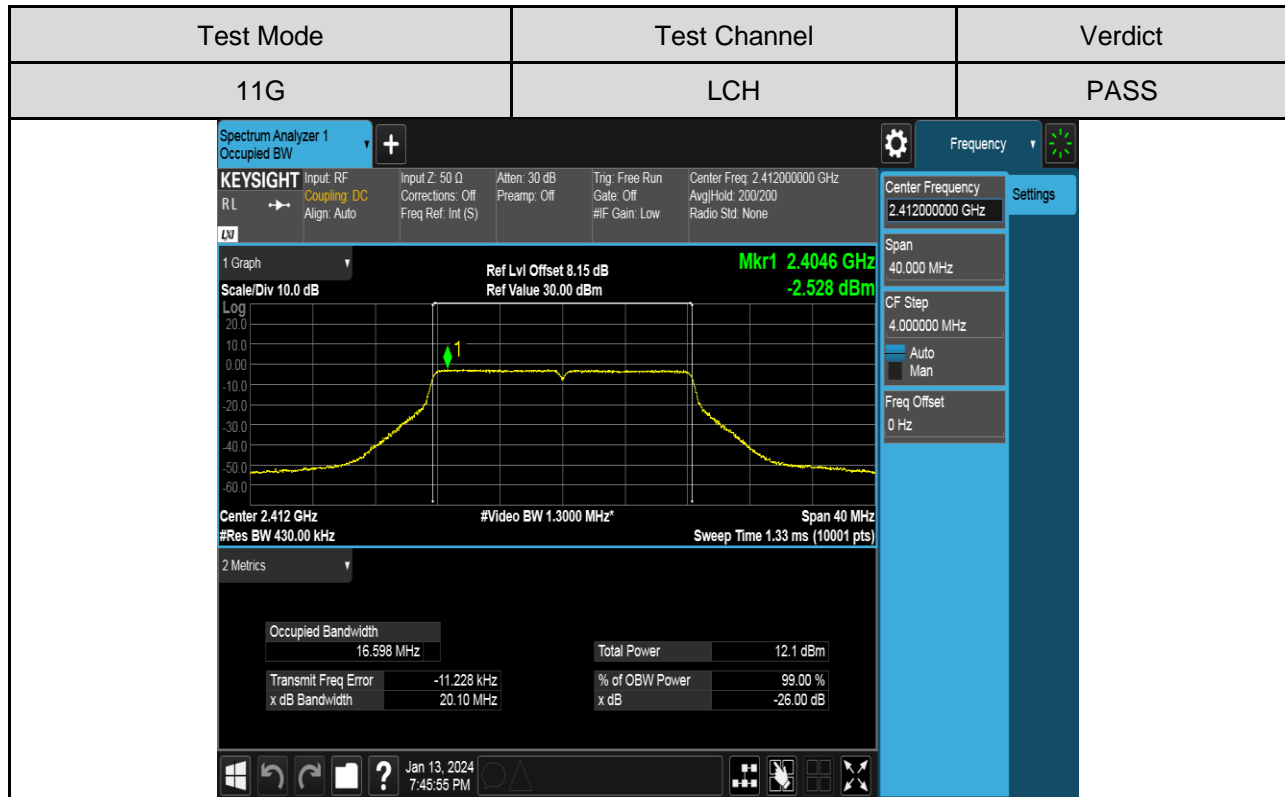 Test Mode Test Channel Verdict
11G LCH PASS
Spectrum Analyzer 1
Occupied BW
+
Frequency
KEYSIGHT Input: RF Input Z: 50 Ω Atten: 30 dB Trig: Free Run Center Freq: 2.412000000 GHz
RL Coupling: DC Corrections: Off Preamp: Off Gate: Off Avg|Hold: 200/200
Align: Auto Freq Ref: Int (S) #IF Gain: Low Radio Std: None
LXI
Center Frequency
2.412000000 GHz
Settings
Span
40.000 MHz
CF Step
4.000000 MHz
Auto
Man
Freq Offset
0 Hz
1 Graph
Ref Lvl Offset 8.15 dB
Mkr1 2.4046 GHz
Scale/Div 10.0 dB
Ref Value 30.00 dBm
-2.528 dBm
Log
20.0
10.0
1
0.00
-10.0
-20.0
-30.0
-40.0
-50.0
-60.0
Center 2.412 GHz #Video BW 1.3000 MHz* Span 40 MHz
#Res BW 430.00 kHz Sweep Time 1.33 ms (10001 pts)
2 Metrics
Occupied Bandwidth
16.598 MHz Total Power 12.1 dBm
Transmit Freq Error -11.228 kHz % of OBW Power 99.00 %
x dB Bandwidth 20.10 MHz x dB -26.00 dB
?
Jan 13, 2024
7:45:55 PM